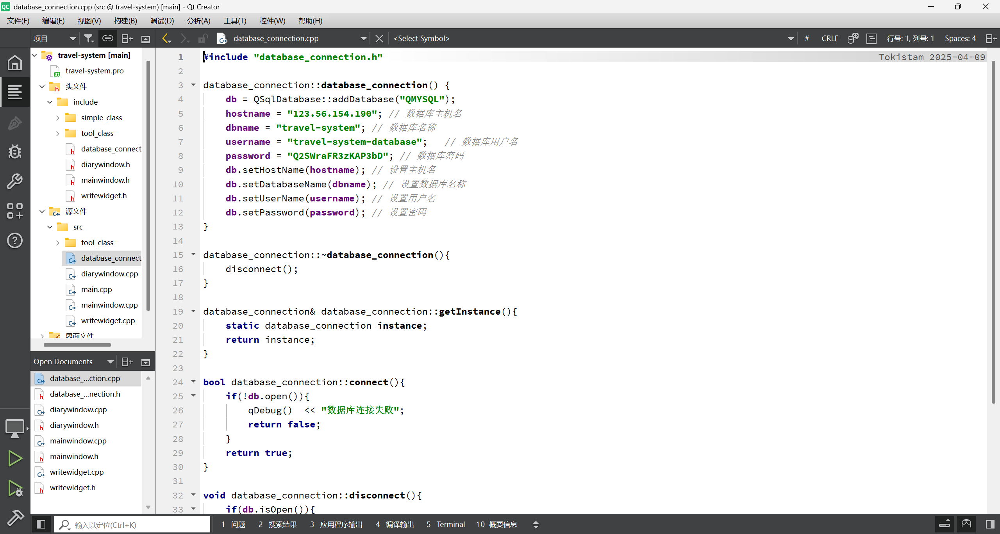 database_connection.cpp (src @ travel-system) [main] - Qt Creator
文件(F) 编辑(E) 视图(V) 构建(B) 调试(D) 分析(A) 工具(T) 控件(W) 帮助(H)
项目
database_connection.cpp
<Select Symbol>
# CRLF 行号: 1, 列号: 1 Spaces: 4
travel-system [main]
travel-system.pro
头文件
include
simple_class
tool_class
database_connect
diarywindow.h
mainwindow.h
writewidget.h
源文件
src
tool_class
database_connect
diarywindow.cpp
main.cpp
mainwindow.cpp
writewidget.cpp
界面文件
Open Documents
database_...ction.cpp
database_...nection.h
diarywindow.cpp
diarywindow.h
mainwindow.cpp
mainwindow.h
writewidget.cpp
writewidget.h
1 #include "database_connection.h" Tokistam 2025-04-09
2
3 database_connection::database_connection() {
4 db = QSqlDatabase::addDatabase("QMYSQL");
5 hostname = "123.56.154.190"; // 数据库主机名
6 dbname = "travel-system"; // 数据库名称
7 username = "travel-system-database"; // 数据库用户名
8 password = "Q2SWraFR3zKAP3bD"; // 数据库密码
9 db.setHostName(hostname); // 设置主机名
10 db.setDatabaseName(dbname); // 设置数据库名称
11 db.setUserName(username); // 设置用户名
12 db.setPassword(password); // 设置密码
13 }
14
15 database_connection::~database_connection(){
16 disconnect();
17 }
18
19 database_connection& database_connection::getInstance(){
20 static database_connection instance;
21 return instance;
22 }
23
24 bool database_connection::connect(){
25 if(!db.open()){
26 qDebug() << "数据库连接失败";
27 return false;
28 }
29 return true;
30 }
31
32 void database_connection::disconnect(){
33 if(db.isOpen()){
输入以定位(Ctrl+K)
1 问题 2 搜索结果 3 应用程序输出 4 编译输出 5 Terminal 10 概要信息